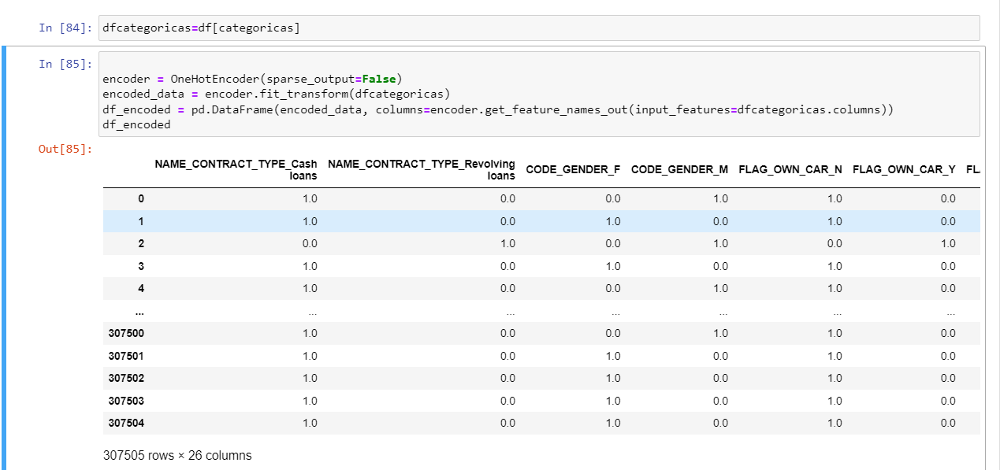 In [84]: dfcategoricas=df[categoricas]
In [85]:
encoder = OneHotEncoder(sparse_output=False)
encoded_data = encoder.fit_transform(dfcategoricas)
df_encoded = pd.DataFrame(encoded_data, columns=encoder.get_feature_names_out(input_features=dfcategoricas.columns))
df_encoded
Out[85]:
NAME_CONTRACT_TYPE_Cash NAME_CONTRACT_TYPE_Revolving CODE_GENDER_F CODE_GENDER_M FLAG_OWN_CAR_N FLAG_OWN_CAR_Y FL
loans loans
0 1.0 0.0 0.0 1.0 1.0 0.0
1 1.0 0.0 1.0 0.0 1.0 0.0
2 0.0 1.0 0.0 1.0 0.0 1.0
3 1.0 0.0 1.0 0.0 1.0 0.0
4 1.0 0.0 0.0 1.0 1.0 0.0
... ... ... ... ... ... ...
307500 1.0 0.0 0.0 1.0 1.0 0.0
307501 1.0 0.0 1.0 0.0 1.0 0.0
307502 1.0 0.0 1.0 0.0 1.0 0.0
307503 1.0 0.0 1.0 0.0 1.0 0.0
307504 1.0 0.0 1.0 0.0 1.0 0.0
307505 rows × 26 columns